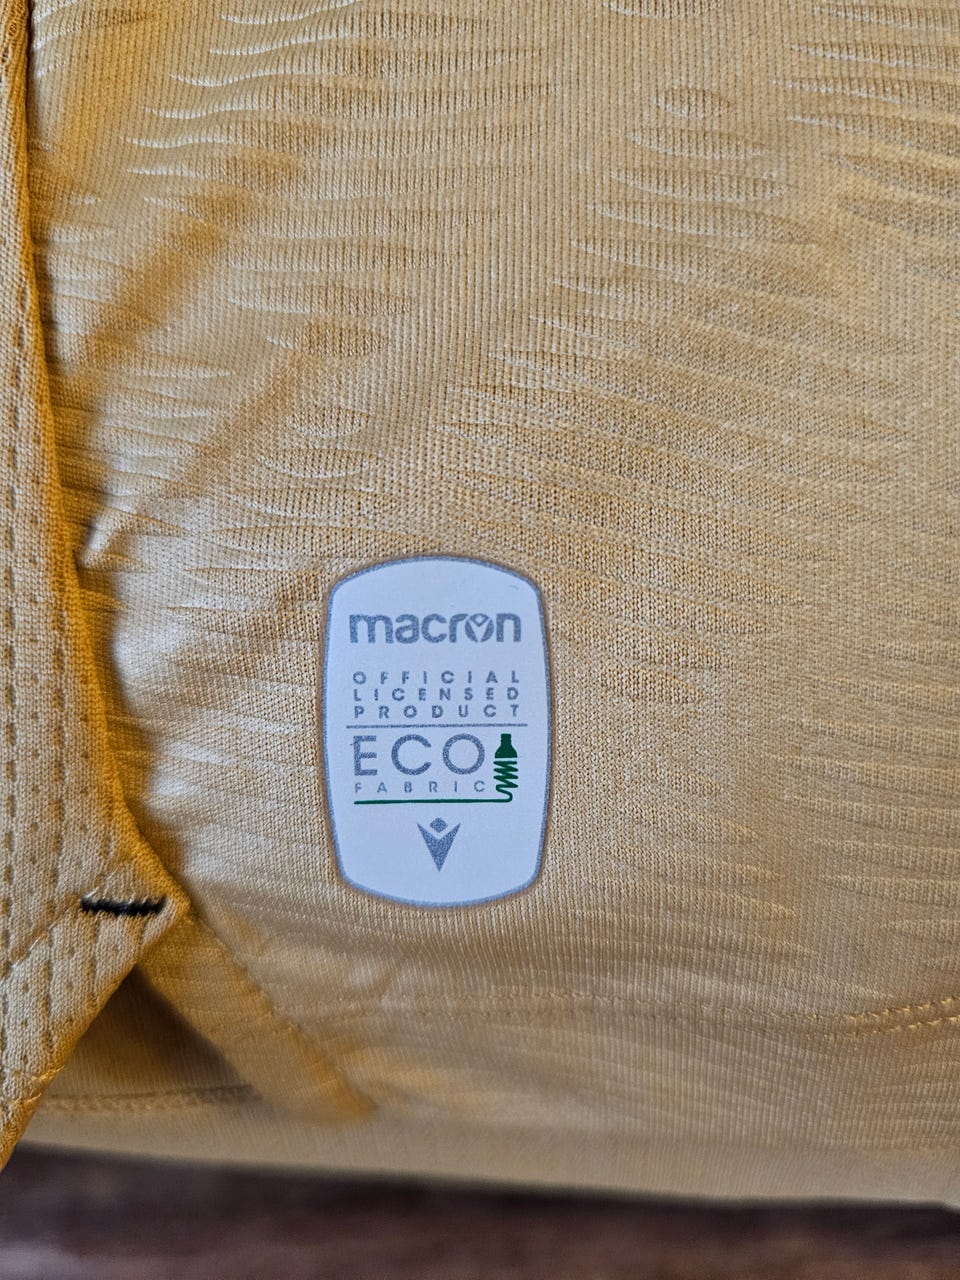 macron
OFFICIAL
LICENSED
PRODUCT
ECO
FABRIC